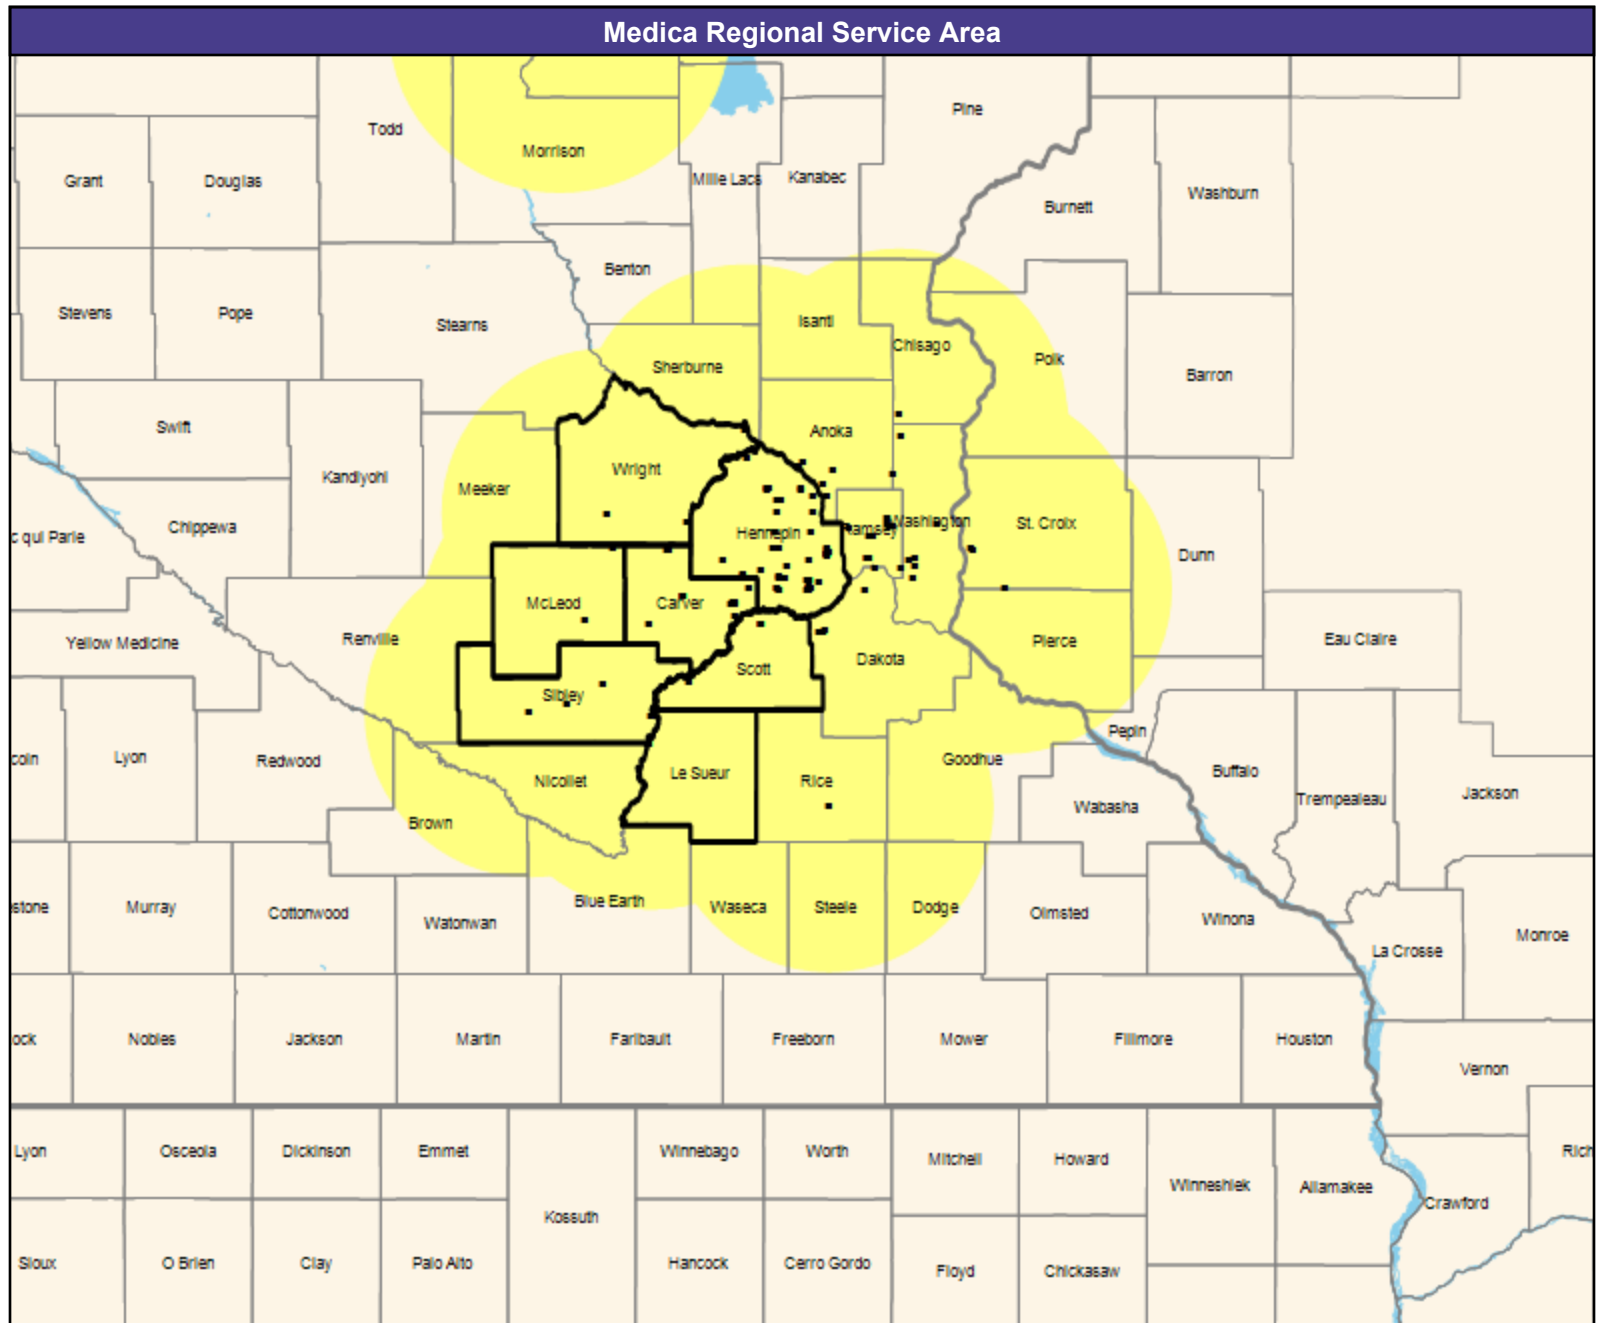 Medica Regional Service Area
Pine
Todd
Morrison
Grant
Douglas
Mille Lacs
Kanabec
Washburn
Burnett
Benton
Stevens
Pope
Stearns
Isanti
Chisago
Sherburne
Polk
Barron
Swift
Anoka
Wright
Kandiyohi
Meeker
Chippewa
Hennepin
Ramsey
Washington
St. Croix
c qui Parle
Dunn
McLeod
Carver
Yellow Medicine
Renville
Scott
Dakota
Pierce
Eau Claire
Sibley
Pepin
coln
Lyon
Redwood
Nicollet
Le Sueur
Rice
Goodhue
Buffalo
Trempealeau
Jackson
Wabasha
Brown
stone
Murray
Cottonwood
Watonwan
Blue Earth
Waseca
Steele
Dodge
Olmsted
Winona
La Crosse
Monroe
ock
Nobles
Jackson
Martin
Faribault
Freeborn
Mower
Fillmore
Houston
Vernon
Lyon
Osceola
Dickinson
Emmet
Winnebago
Worth
Mitchell
Howard
Rich
Winneshiek
Allamakee
Crawford
Kossuth
Sioux
O Brien
Clay
Palo Alto
Hancock
Cerro Gordo
Floyd
Chickasaw